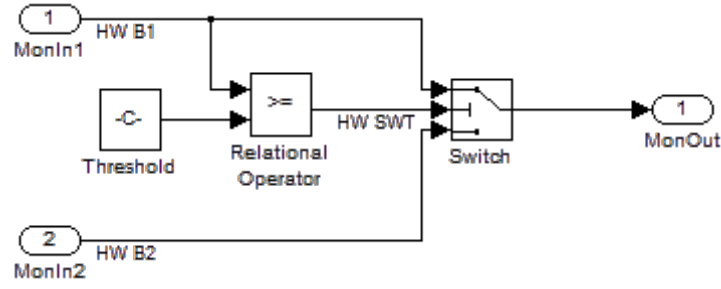 1
HW B1
MonIn1
-C-
Threshold
>=
Relational
Operator
HW SWT
Switch
1
MonOut
2
HW B2
MonIn2